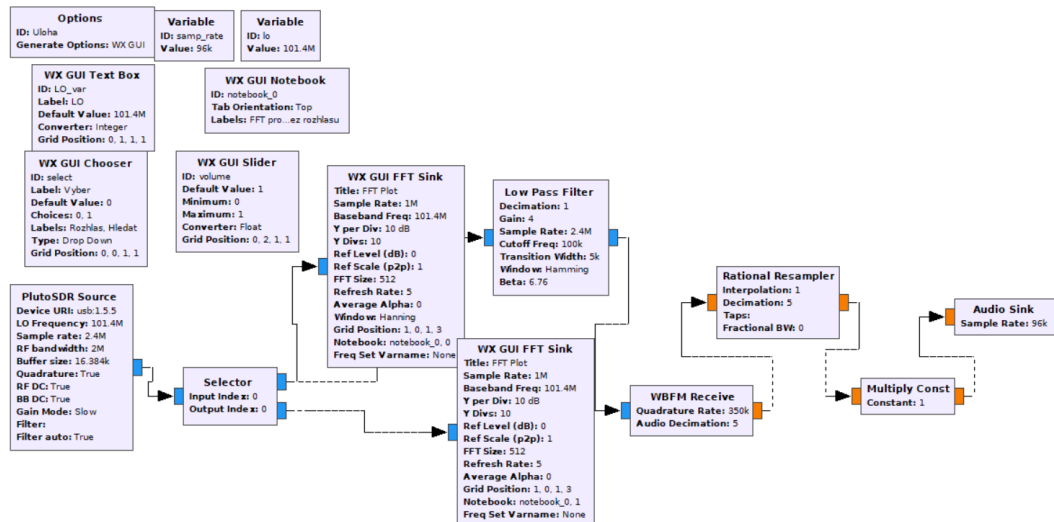 Options
ID: Uloha
Generate Options: WX GUI
Variable
ID: samp_rate
Value: 96k
Variable
ID: lo
Value: 101.4M
WX GUI Text Box
ID: LO_var
Label: LO
Default Value: 101.4M
Converter: Integer
Grid Position: 0, 1, 1, 1
WX GUI Notebook
ID: notebook_0
Tab Orientation: Top
Labels: FFT pro...ez rozhlasu
WX GUI Chooser
ID: select
Label: Vyber
Default Value: 0
Choices: 0, 1
Labels: Rozhlas, Hledat
Type: Drop Down
Grid Position: 0, 0, 1, 1
WX GUI Slider
ID: volume
Default Value: 1
Minimum: 0
Maximum: 1
Converter: Float
Grid Position: 0, 2, 1, 1
WX GUI FFT Sink
Title: FFT Plot
Sample Rate: 1M
Baseband Freq: 101.4M
Y per Div: 10 dB
Y Divs: 10
Ref Level (dB): 0
Ref Scale (p2p): 1
FFT Size: 512
Refresh Rate: 5
Average Alpha: 0
Window: Hanning
Grid Position: 1, 0, 1, 3
Notebook: notebook_0, 0
Freq Set Varname: None
Low Pass Filter
Decimation: 1
Gain: 4
Sample Rate: 2.4M
Cutoff Freq: 100k
Transition Width: 5k
Window: Hamming
Beta: 6.76
PlutoSDR Source
Device URI: usb:1.5.5
LO Frequency: 101.4M
Sample rate: 2.4M
RF bandwidth: 2M
Buffer size: 16.384k
Quadrature: True
RF DC: True
BB DC: True
Gain Mode: Slow
Filter:
Filter auto: True
Selector
Input Index: 0
Output Index: 0
WX GUI FFT Sink
Title: FFT Plot
Sample Rate: 1M
Baseband Freq: 101.4M
Y per Div: 10 dB
Y Divs: 10
Ref Level (dB): 0
Ref Scale (p2p): 1
FFT Size: 512
Refresh Rate: 5
Average Alpha: 0
Grid Position: 1, 0, 1, 3
Notebook: notebook_0, 1
Freq Set Varname: None
WBFM Receive
Quadrature Rate: 350k
Audio Decimation: 5
Rational Resampler
Interpolation: 1
Decimation: 5
Taps:
Fractional BW: 0
Multiply Const
Constant: 1
Audio Sink
Sample Rate: 96k